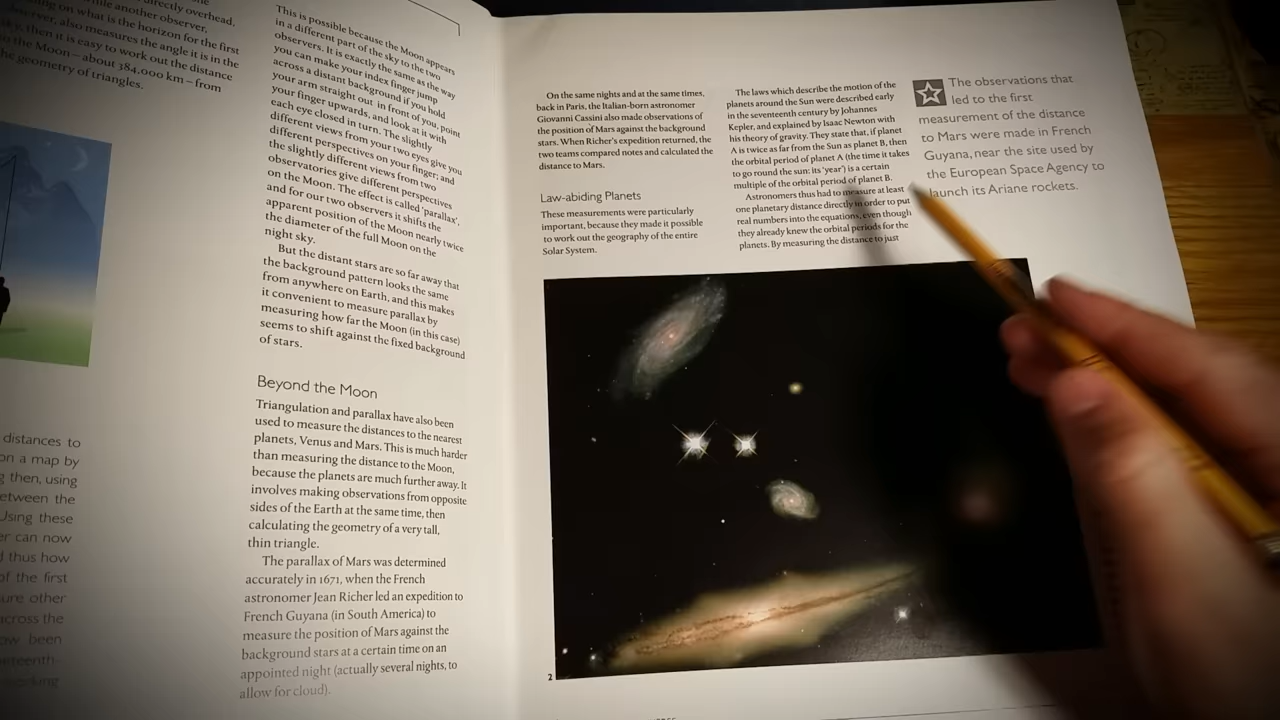 directly overhead,
while another observer,
on what is the horizon for the first
also measures the angle it is in the
then it is easy to work out the distance
to the Moon – about 384,000 km – from
the geometry of triangles.
distances to
on a map by
then, using
between the
Using these
can now
thus how
of the first
other
across the
been
working
This is possible because the Moon appears
in a different part of the sky to the two
observers. It is exactly the same as the way
you can make your index finger jump
across a distant background if you hold
your arm straight out in front of you, point
your finger upwards, and look at it with
each eye closed in turn. The slightly
different views from your two eyes give you
different perspectives on your finger; and
the slightly different views from two
observatories give different perspectives
on the Moon. The effect is called 'parallax',
and for our two observers it shifts the
apparent position of the Moon nearly twice
the diameter of the full Moon on the
night sky.
But the distant stars are so far away that
the background pattern looks the same
from anywhere on Earth, and this makes
it convenient to measure parallax by
measuring how far the Moon (in this case)
seems to shift against the fixed background
of stars.
Beyond the Moon
Triangulation and parallax have also been
used to measure the distances to the nearest
planets, Venus and Mars. This is much harder
than measuring the distance to the Moon,
because the planets are much further away. It
involves making observations from opposite
sides of the Earth at the same time, then
calculating the geometry of a very tall,
thin triangle.
The parallax of Mars was determined
accurately in 1671, when the French
astronomer Jean Richer led an expedition to
French Guyana (in South America) to
measure the position of Mars against the
background stars at a certain time on an
appointed night (actually several nights, to
allow for cloud).
On the same nights and at the same times,
back in Paris, the Italian-born astronomer
Giovanni Cassini also made observations of
the position of Mars against the background
stars. When Richer's expedition returned, the
two teams compared notes and calculated the
distance to Mars.
Law-abiding Planets
These measurements were particularly
important, because they made it possible
to work out the geography of the entire
Solar System.
The laws which describe the motion of the
planets around the Sun were described early
in the seventeenth century by Johannes
Kepler, and explained by Isaac Newton with
his theory of gravity. They state that, if planet
A is twice as far from the Sun as planet B, then
the orbital period of planet A (the time it takes
to go round the sun: its 'year') is a certain
multiple of the orbital period of planet B.
Astronomers thus had to measure at least
one planetary distance directly in order to put
real numbers into the equations, even though
they already knew the orbital periods for the
planets. By measuring the distance to just
The observations that
led to the first
measurement of the distance
to Mars were made in French
Guyana, near the site used by
the European Space Agency to
launch its Ariane rockets.
2